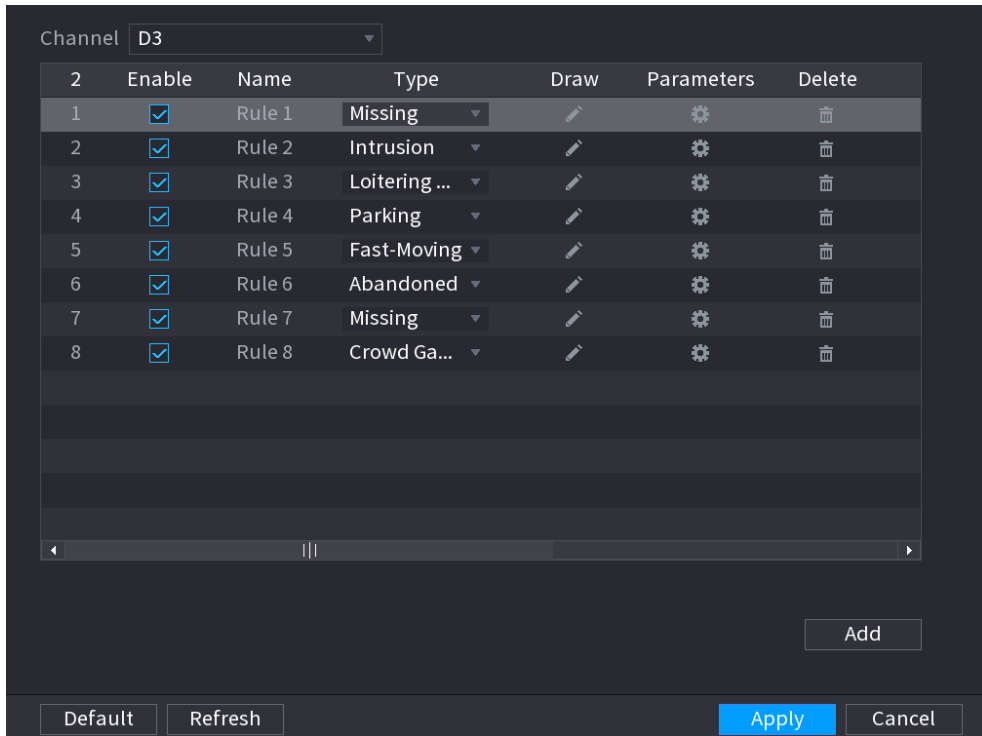 Channel D3
2 Enable Name Type Draw Parameters Delete
1 Rule 1 Missing
2 Rule 2 Intrusion
3 Rule 3 Loitering ...
4 Rule 4 Parking
5 Rule 5 Fast-Moving
6 Rule 6 Abandoned
7 Rule 7 Missing
8 Rule 8 Crowd Ga...
Add
Default Refresh Apply Cancel